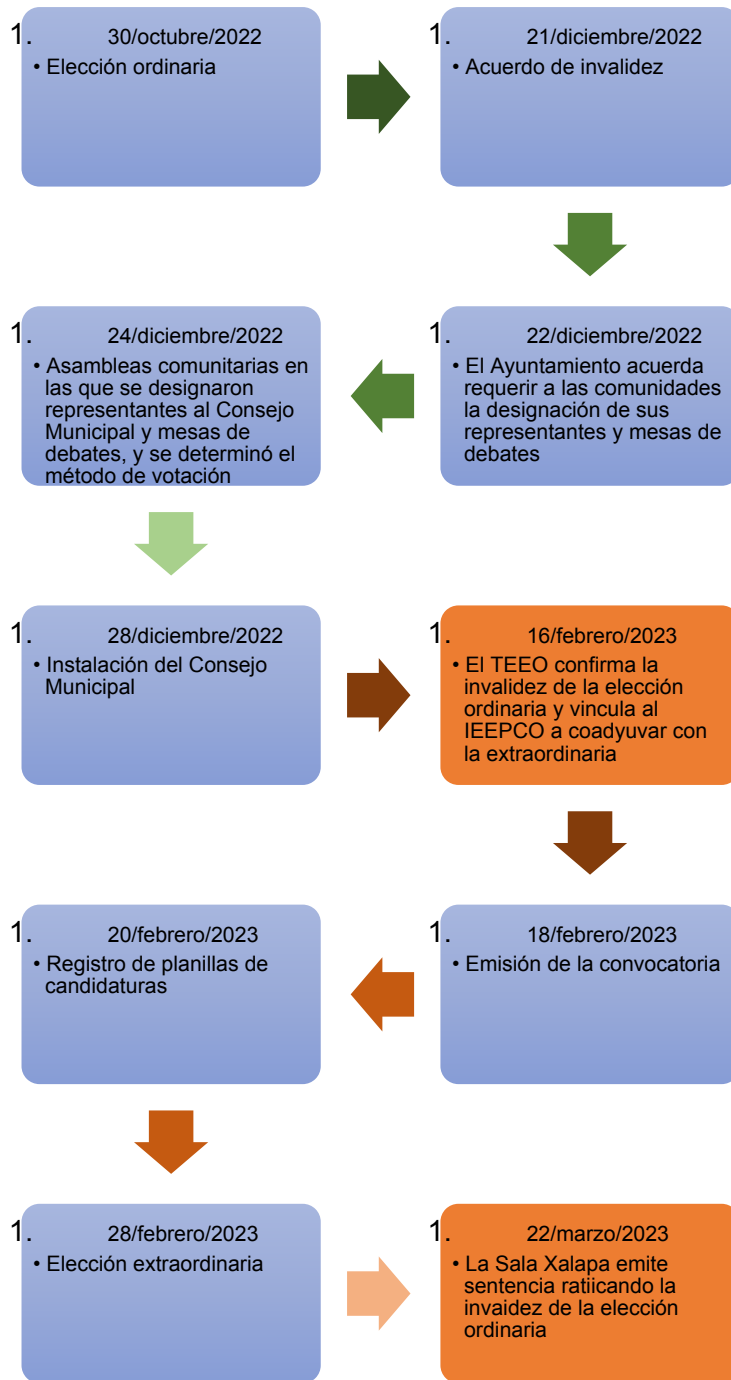 1. 30/octubre/2022
• Elección ordinaria
1. 21/diciembre/2022
• Acuerdo de invalidez
1. 22/diciembre/2022
• El Ayuntamiento acuerda
requerir a las comunidades
la designación de sus
representantes y mesas de
debates
1. 24/diciembre/2022
• Asambleas comunitarias en
las que se designaron
representantes al Consejo
Municipal y mesas de
debates, y se determinó el
método de votación
1. 28/diciembre/2022
• Instalación del Consejo
Municipal
1. 16/febrero/2023
• El TEEO confirma la
invalidez de la elección
ordinaria y vincula al
IEEPCO a coadyuvar con
la extraordinaria
1. 18/febrero/2023
• Emisión de la convocatoria
1. 20/febrero/2023
• Registro de planillas de
candidaturas
1. 28/febrero/2023
• Elección extraordinaria
1. 22/marzo/2023
• La Sala Xalapa emite
sentencia ratiicando la
invaidez de la elección
ordinaria